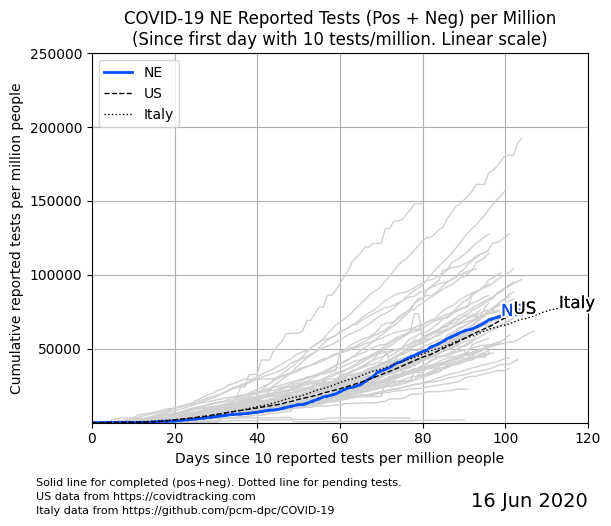 COVID-19 NE Reported Tests (Pos + Neg) per Million
(Since first day with 10 tests/million. Linear scale)
250000
200000
150000
100000
50000
Cumulative reported tests per million people
NE
US
Italy
NE
US
Italy
0 20 40 60 80 100 120
Days since 10 reported tests per million people
Solid line for completed (pos+neg). Dotted line for pending tests.
US data from https://covidtracking.com
Italy data from https://github.com/pcm-dpc/COVID-19
16 Jun 2020